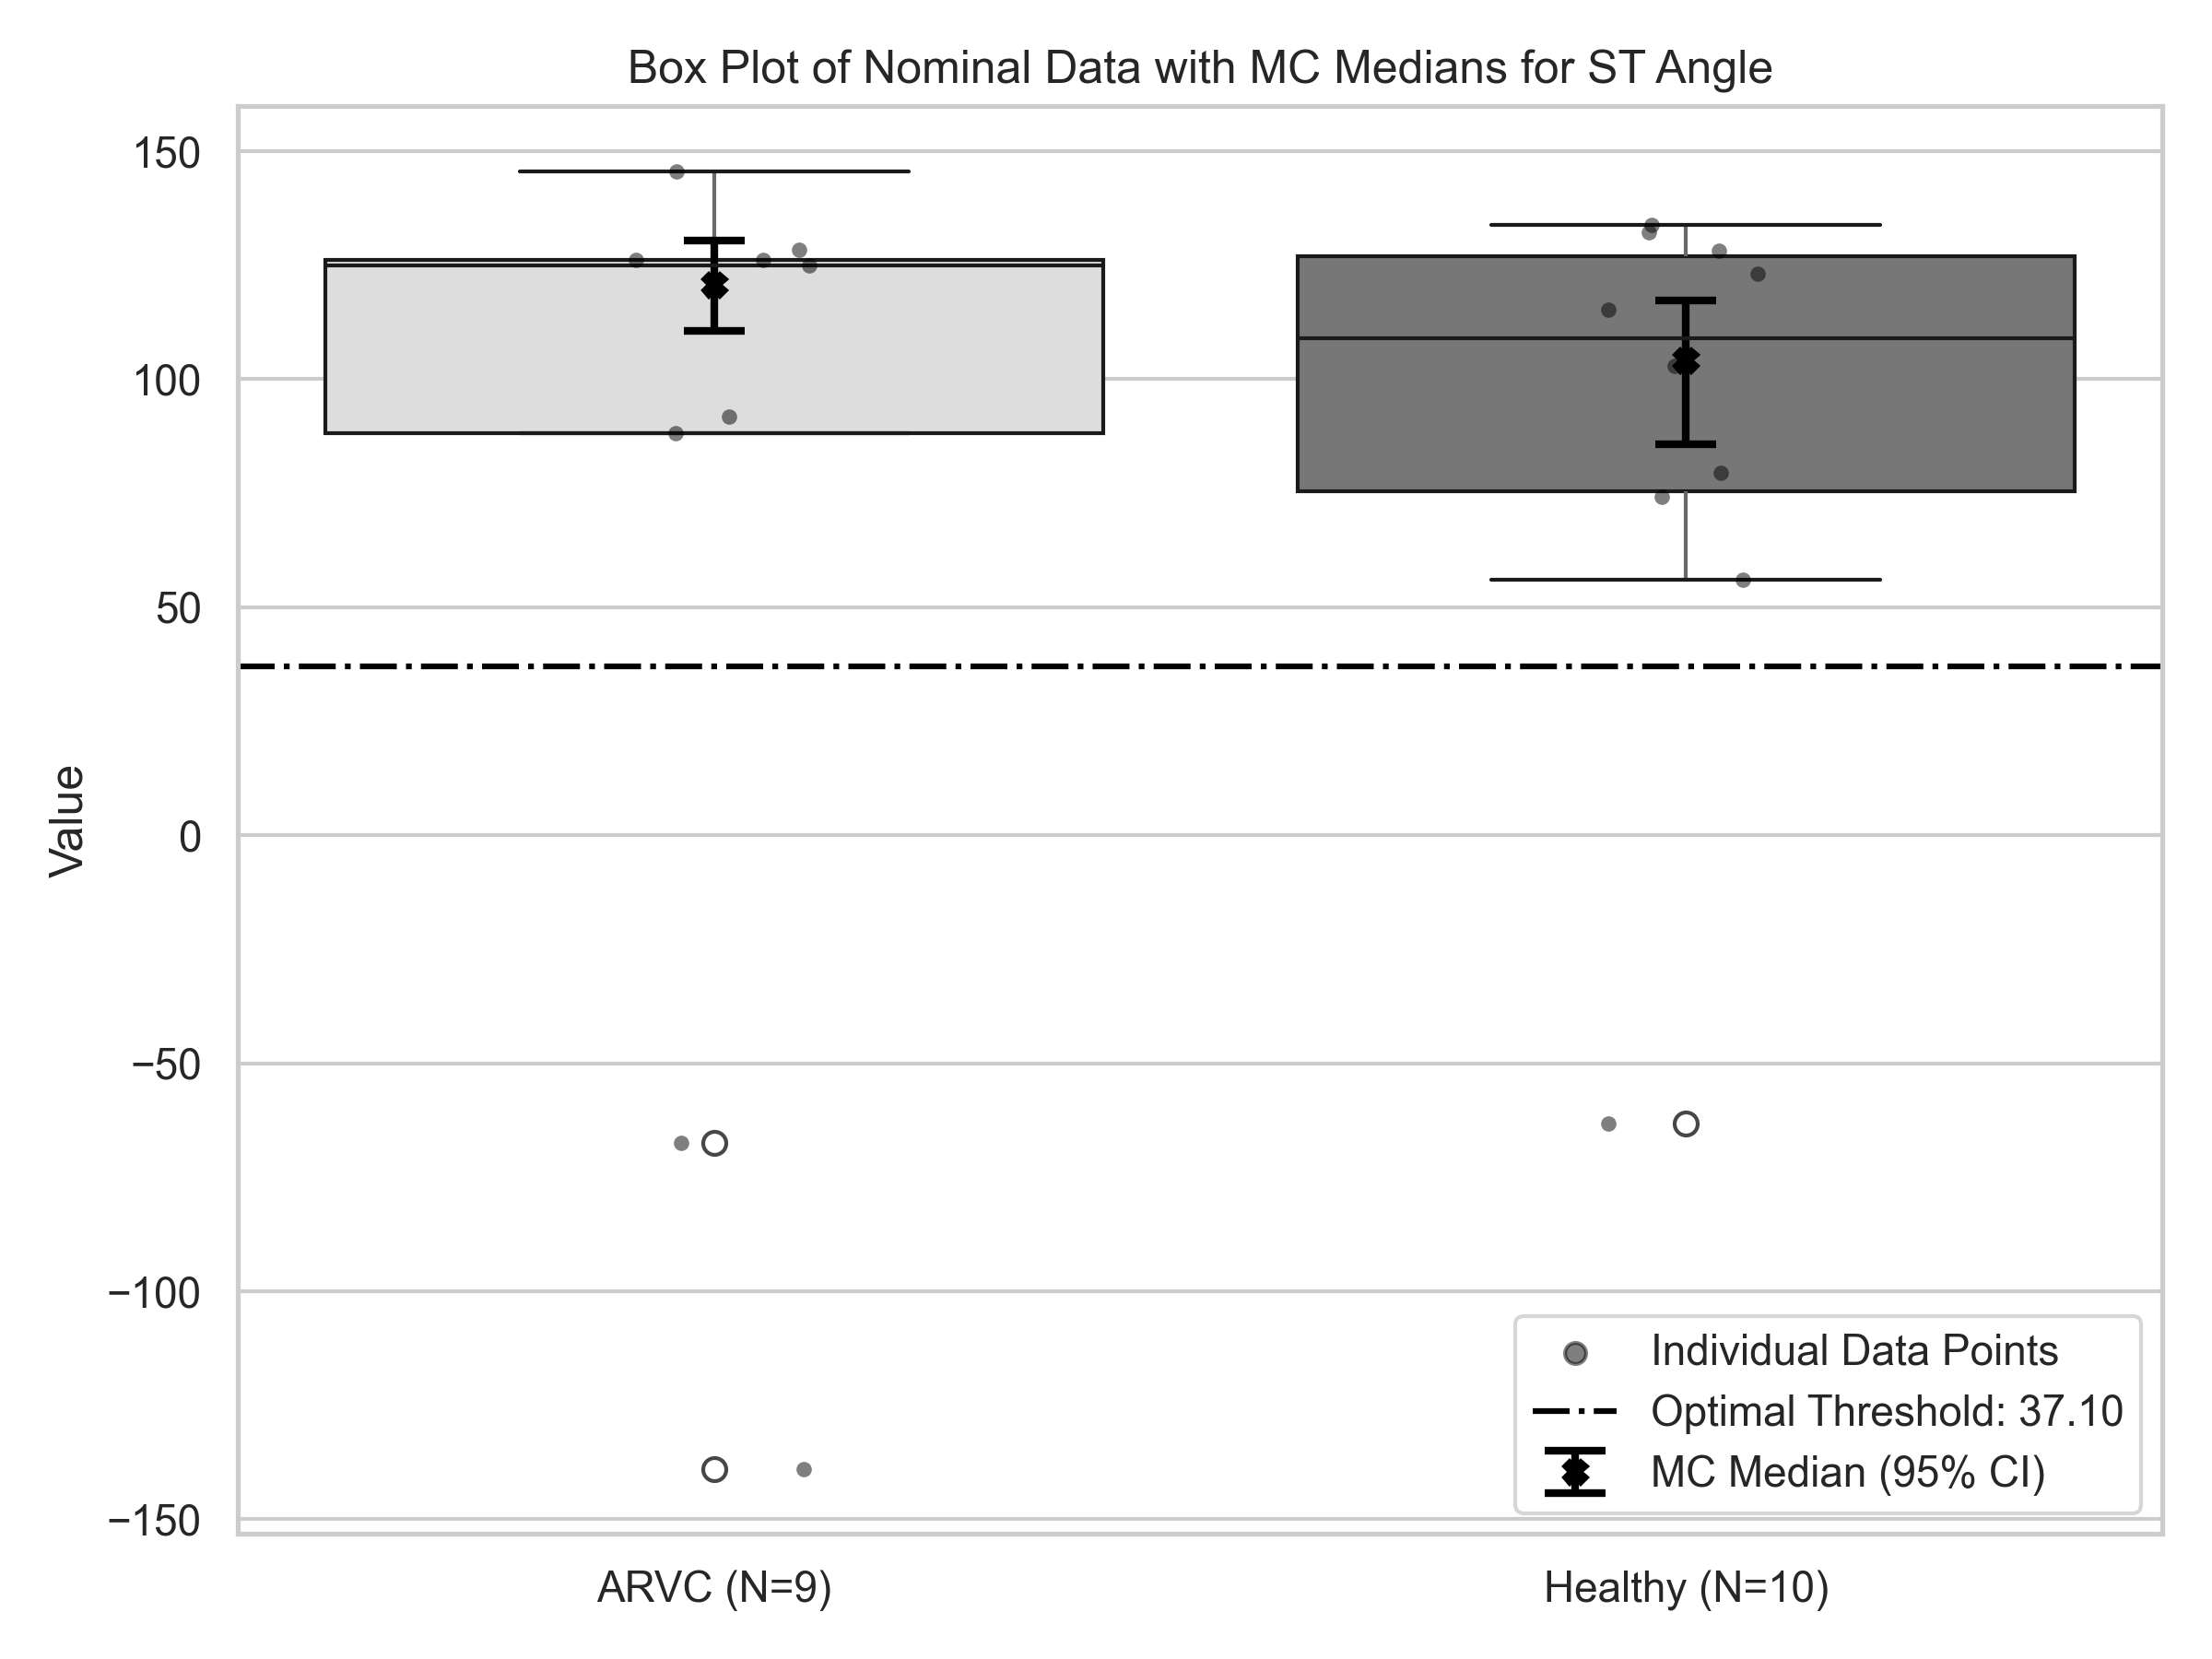 Box Plot of Nominal Data with MC Medians for ST Angle
150
100
50
0
−50
−100
−150
Value
Individual Data Points
Optimal Threshold: 37.10
MC Median (95% CI)
ARVC (N=9)
Healthy (N=10)